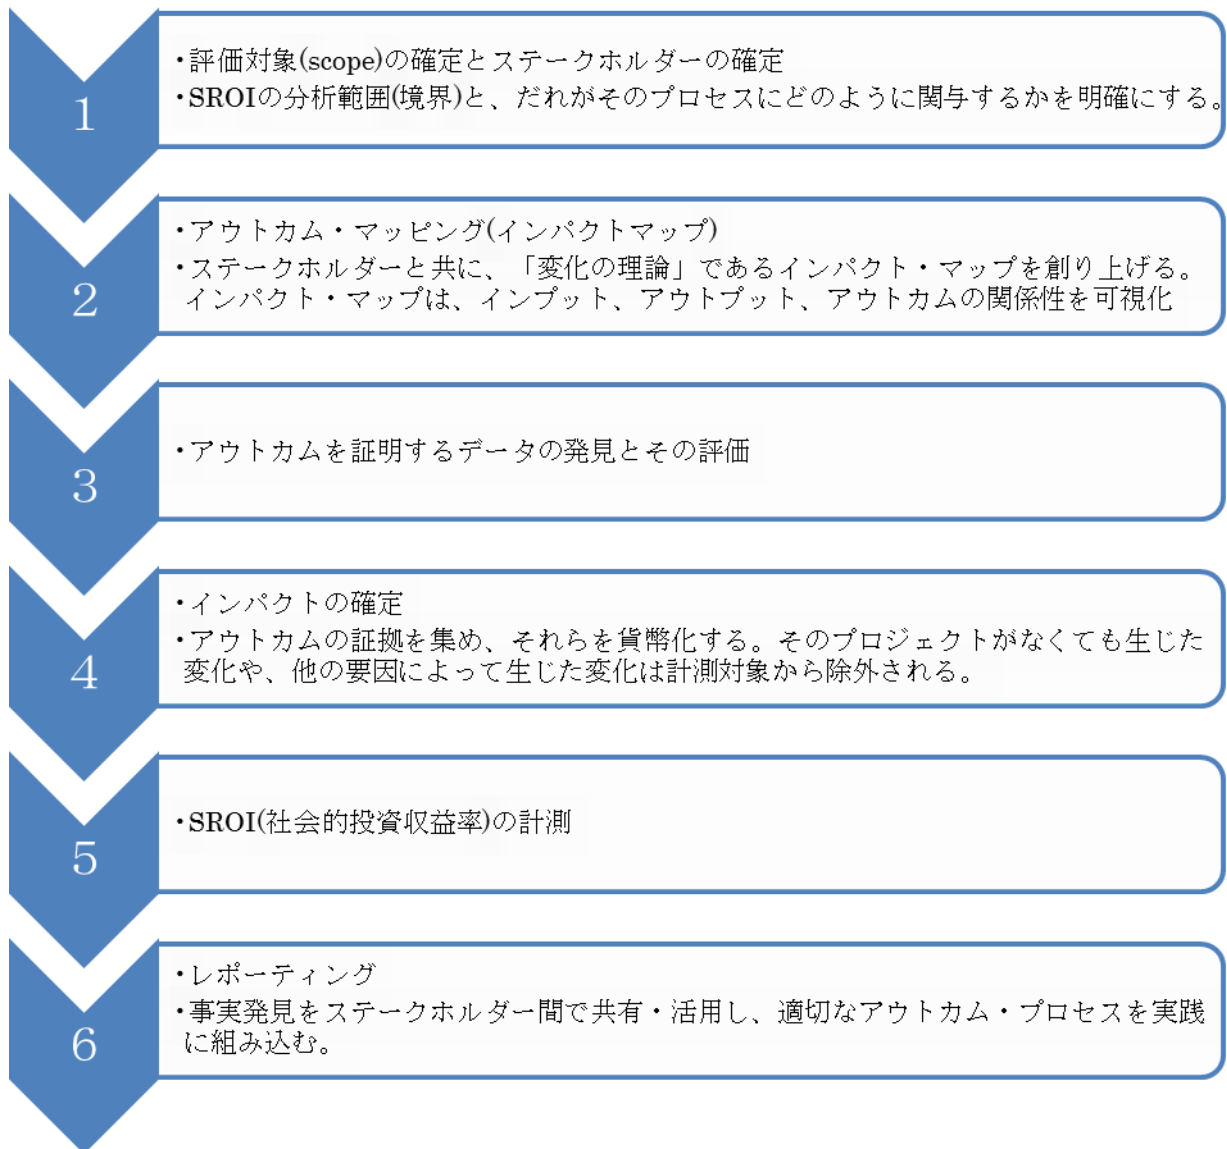 1
・評価対象(scope)の確定とステークホルダーの確定
・SROIの分析範囲(境界)と、だれがそのプロセスにどのように関与するかを明確にする。
2
・アウトカム・マッピング(インパクトマップ)
・ステークホルダーと共に、「変化の理論」であるインパクト・マップを創り上げる。
インパクト・マップは、インプット、アウトプット、アウトカムの関係性を可視化
3
・アウトカムを証明するデータの発見とその評価
4
・インパクトの確定
・アウトカムの証拠を集め、それらを貨幣化する。そのプロジェクトがなくても生じた
変化や、他の要因によって生じた変化は計測対象から除外される。
5
・SROI(社会的投資収益率)の計測
6
・レポーティング
・事実発見をステークホルダー間で共有・活用し、適切なアウトカム・プロセスを実践
に組み込む。